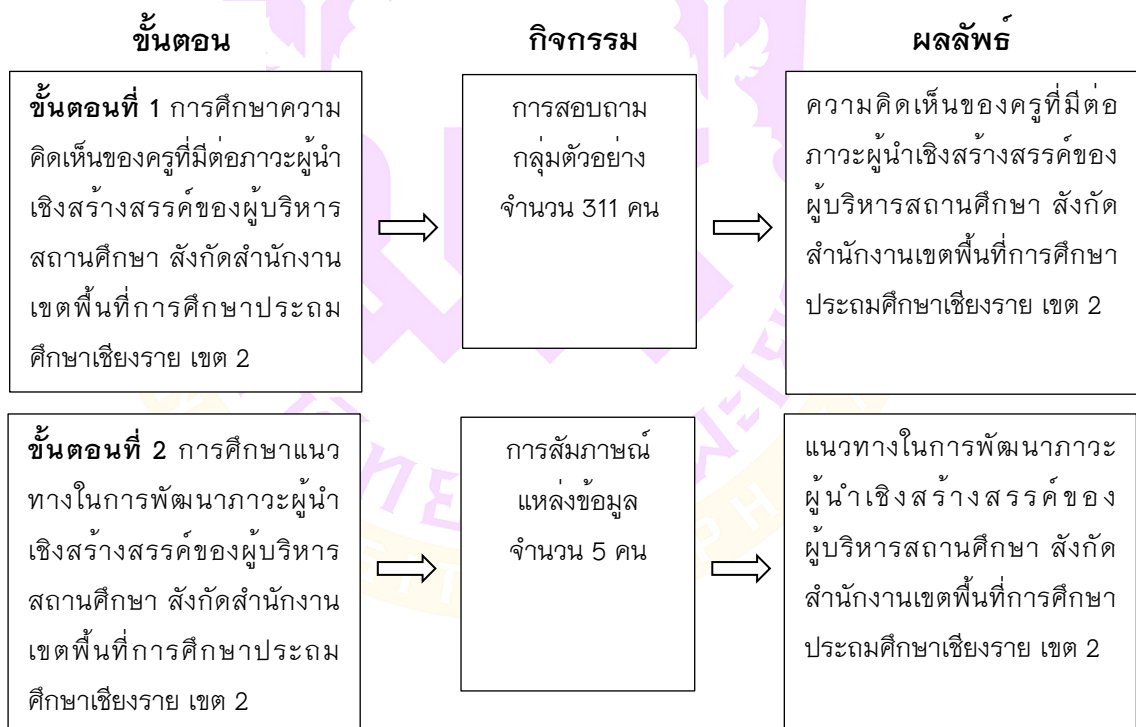 ขั้นตอน
กิจกรรม
ผลลัพธ์
ขั้นตอนที่ 1 การศึกษาความ
คิดเห็นของครูที่มีต่อภาวะผู้นำ
เชิงสร้างสรรค์ของผู้บริหาร
สถานศึกษา สังกัดสำนักงาน
เขตพื้นที่การศึกษาประถม
ศึกษาเชียงราย เขต 2
การสอบถาม
กลุ่มตัวอย่าง
จำนวน 311 คน
ความคิดเห็นของครูที่มีต่อ
ภาวะผู้นำเชิงสร้างสรรค์ของ
ผู้บริหารสถานศึกษา สังกัด
สำนักงานเขตพื้นที่การศึกษา
ประถมศึกษาเชียงราย เขต 2
ขั้นตอนที่ 2 การศึกษาแนว
ทางในการพัฒนาภาวะผู้นำ
เชิงสร้างสรรค์ของผู้บริหาร
สถานศึกษา สังกัดสำนักงาน
เขตพื้นที่การศึกษาประถม
ศึกษาเชียงราย เขต 2
การสัมภาษณ์
แหล่งข้อมูล
จำนวน 5 คน
แนวทางในการพัฒนาภาวะ
ผู้นำเชิงสร้างสรรค์ของ
ผู้บริหารสถานศึกษา สังกัด
สำนักงานเขตพื้นที่การศึกษา
ประถมศึกษาเชียงราย เขต 2